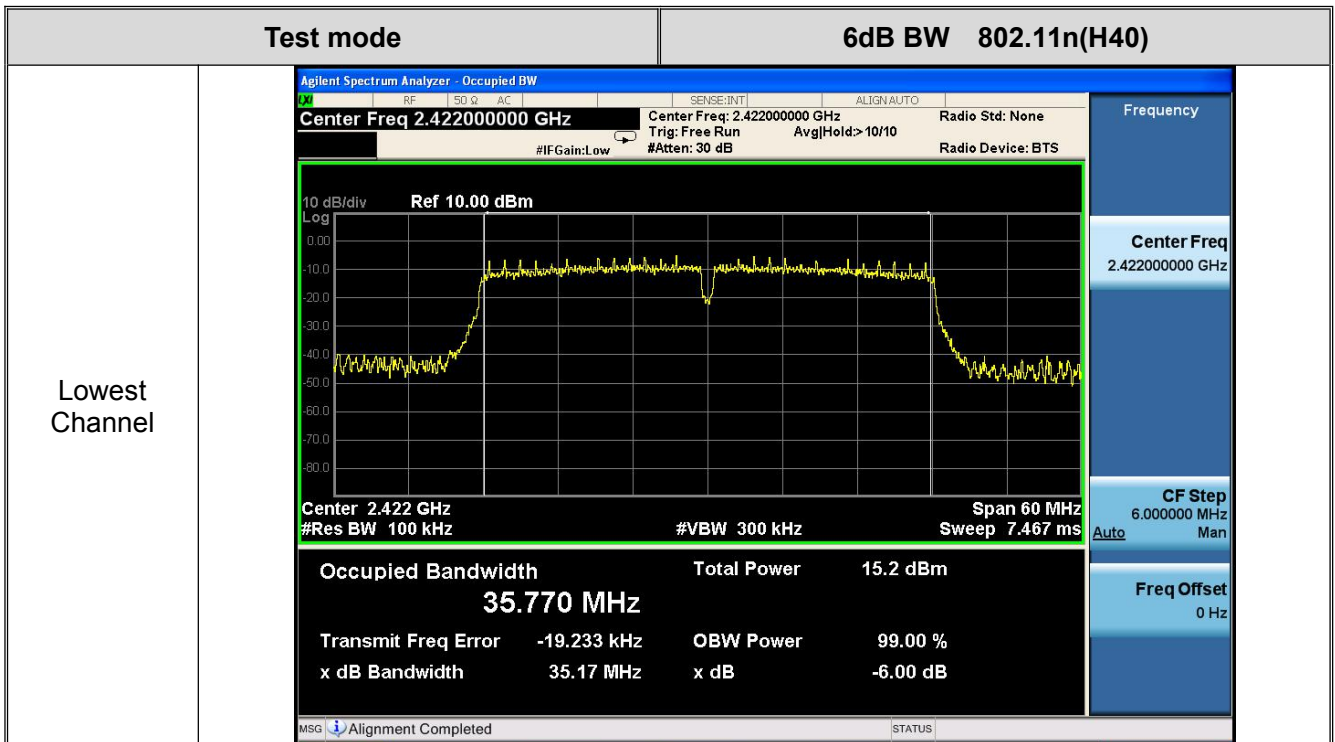 Test mode
6dB BW 802.11n(H40)
Lowest
Channel
Agilent Spectrum Analyzer - Occupied BW
LXI RF 50 Ω AC SENSE:INT ALIGN AUTO
Center Freq 2.422000000 GHz
Center Freq: 2.422000000 GHz
Radio Std: None
Trig: Free Run Avg|Hold:>10/10
#IFGain:Low
#Atten: 30 dB
Radio Device: BTS
10 dB/div Ref 10.00 dBm
Log
0.00
-10.0
-20.0
-30.0
-40.0
-50.0
-60.0
-70.0
-80.0
Center 2.422 GHz
Span 60 MHz
#Res BW 100 kHz
#VBW 300 kHz
Sweep 7.467 ms
Occupied Bandwidth
Total Power 15.2 dBm
35.770 MHz
Transmit Freq Error -19.233 kHz
OBW Power 99.00 %
x dB Bandwidth 35.17 MHz
x dB -6.00 dB
MSG Alignment Completed
STATUS
Frequency
Center Freq
2.422000000 GHz
CF Step
6.000000 MHz
Auto Man
Freq Offset
0 Hz